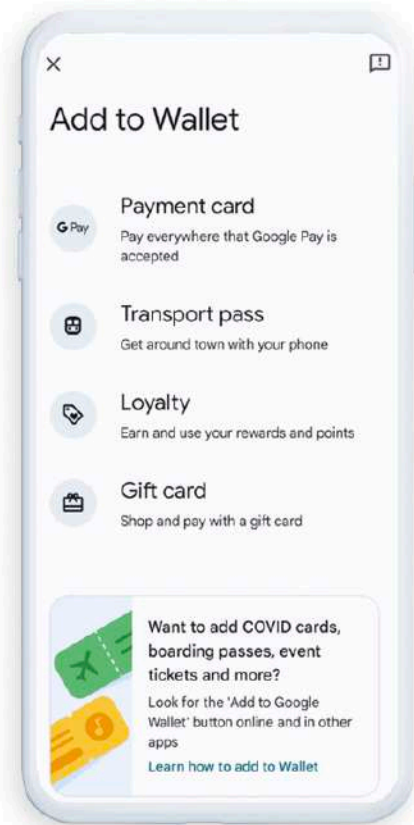 Add to Wallet
Payment card
G Pay
Pay everywhere that Google Pay is
accepted
Transport pass
Get around town with your phone
Loyalty
Earn and use your rewards and points
Gift card
Shop and pay with a gift card
Want to add COVID cards,
boarding passes, event
tickets and more?
Look for the 'Add to Google
Wallet' button online and in other
apps
Learn how to add to Wallet